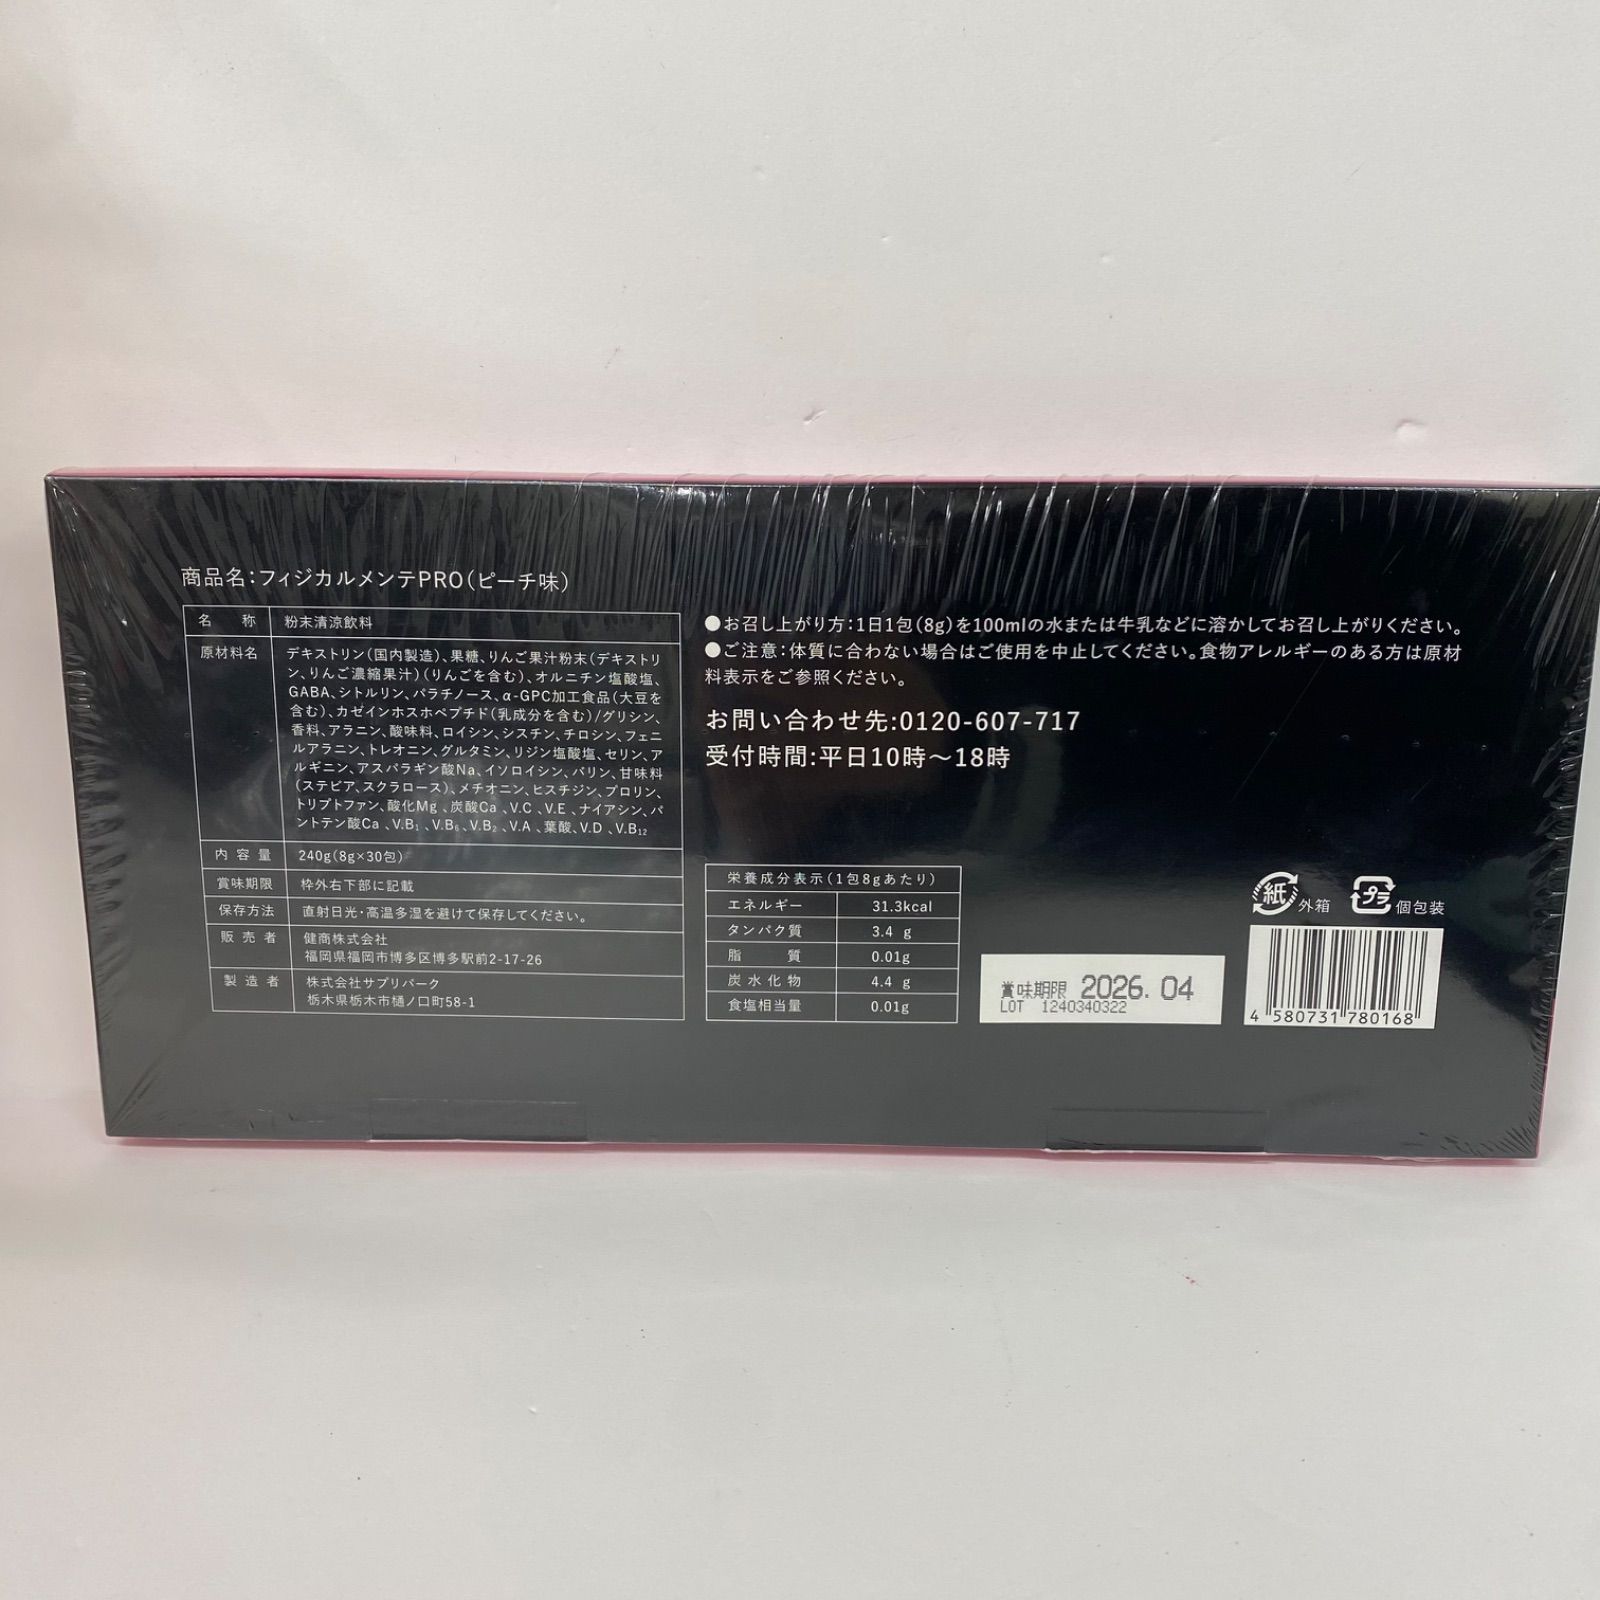 商品名:フィジカルメンテPRO(ピーチ味)
名 称 粉末清涼飲料
原材料名 デキストリン(国内製造)、果糖、りんご果汁粉末(デキストリ
ン、りんご濃縮果汁)(りんごを含む)、オルニチン塩酸塩、
GABA、シトルリン、パラチノース、α-GPC加工食品(大豆を
含む)、カゼインホスホペプチド(乳成分を含む)/グリシン、
香料、アラニン、酸味料、ロイシン、シスチン、チロシン、フェニ
ルアラニン、トレオニン、グルタミン、リジン塩酸塩、セリン、ア
ルギニン、アスパラギン酸Na、イソロイシン、バリン、甘味料
(ステビア、スクラロース)、メチオニン、ヒスチジン、プロリン、
トリプトファン、酸化Mg、炭酸Ca、V.C、V.E、ナイアシン、パ
ントテン酸Ca、V.B₁、V.B₆、V.B₂、V.A、葉酸、V.D、V.B₁₂
内容量 240g(8g×30包)
賞味期限 枠外右下部に記載
保存方法 直射日光・高温多湿を避けて保存してください。
販売者 健商株式会社
福岡県福岡市博多区博多駅前2-17-26
製造者 株式会社サプリパーク
栃木県栃木市樋ノ口町58-1
●お召し上がり方:1日1包(8g)を100mlの水または牛乳などに溶かしてお召し上がりください。
●ご注意:体質に合わない場合はご使用を中止してください。食物アレルギーのある方は原材
料表示をご参照ください。
お問い合わせ先:0120-607-717
受付時間:平日10時〜18時
栄養成分表示(1包8gあたり)
エネルギー 31.3kcal
タンパク質 3.4 g
脂 質 0.01g
炭水化物 4.4 g
食塩相当量 0.01g
賞味期限 2026.04
LOT 1240340322
紙 外箱 プラ 個包装
4 580731 780168